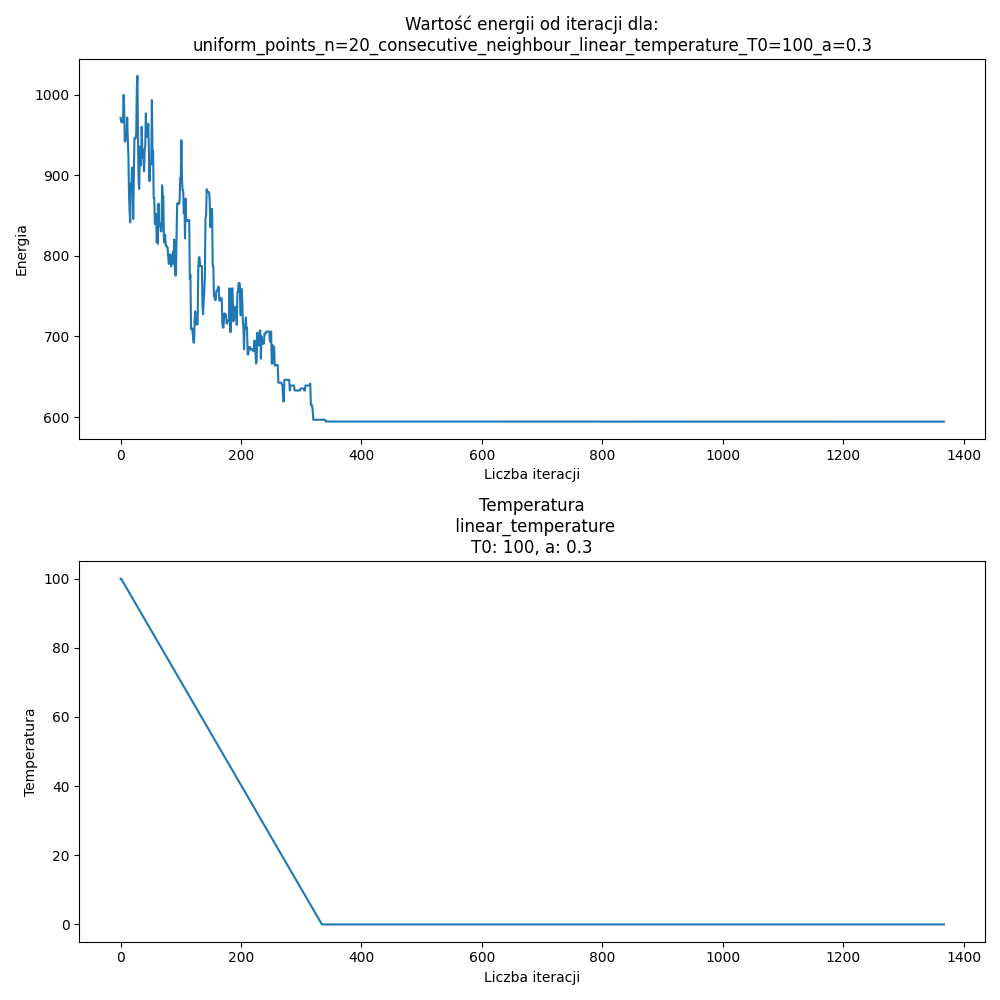 Wartość energii od iteracji dla:
uniform_points_n=20_consecutive_neighbour_linear_temperature_T0=100_a=0.3
1000
900
800
700
600
Energia
0 200 400 600 800 1000 1200 1400
Liczba iteracji
Temperatura
linear_temperature
T0: 100, a: 0.3
100
80
60
40
20
0
Temperatura
0 200 400 600 800 1000 1200 1400
Liczba iteracji